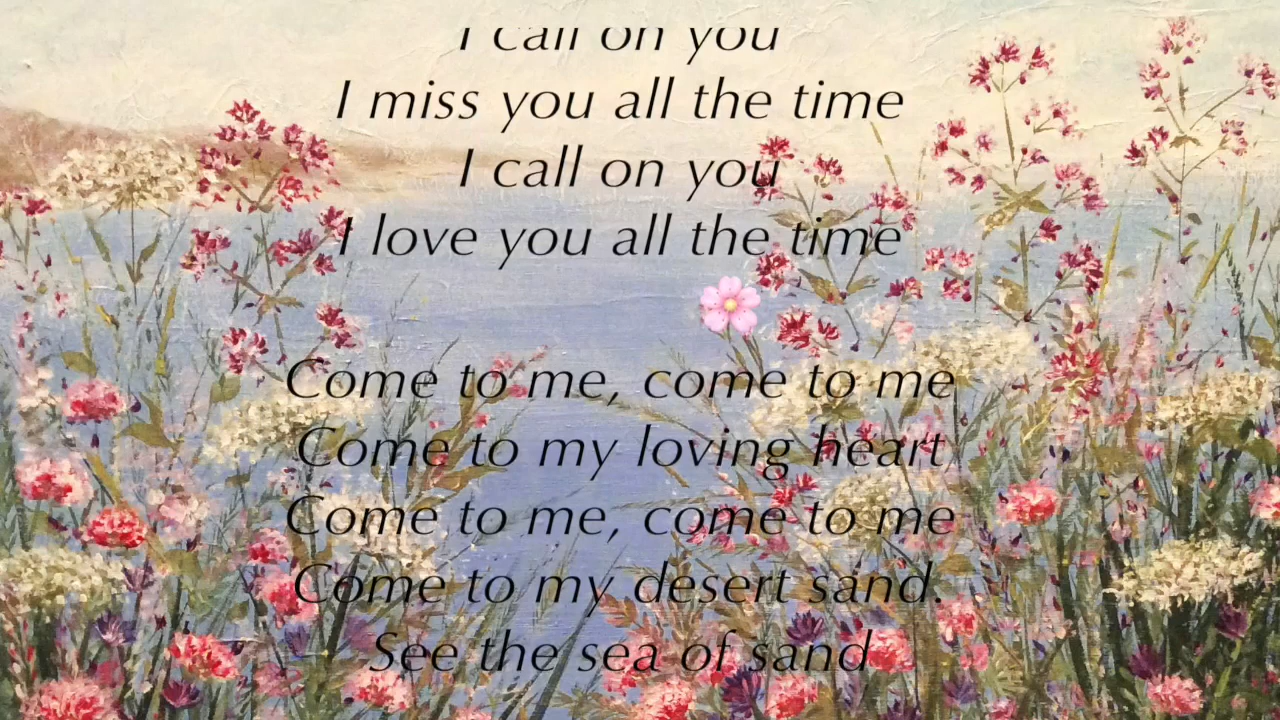 I call on you
I miss you all the time
I call on you
I love you all the time
Come to me, come to me
Come to my loving heart
Come to me, come to me
Come to my desert sand.
See the sea of sand